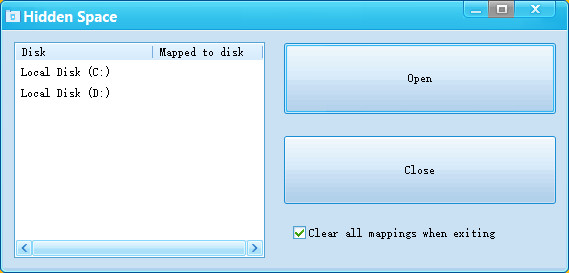 Hidden Space
Disk Mapped to disk
Local Disk (C:)
Local Disk (D:)
Open
Close
Clear all mappings when exiting